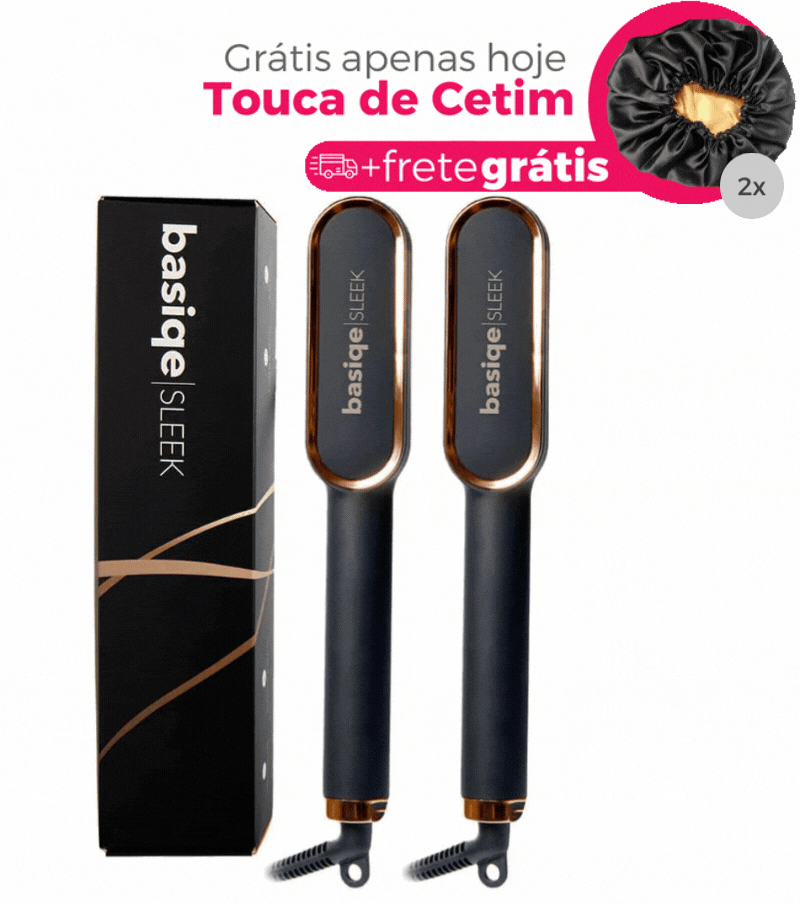 Grátis apenas hoje
Touca de Cetim
+fretegrátis
2x
basiqe|SLEEK
basiqe|SLEEK
basiqe|SLEEK